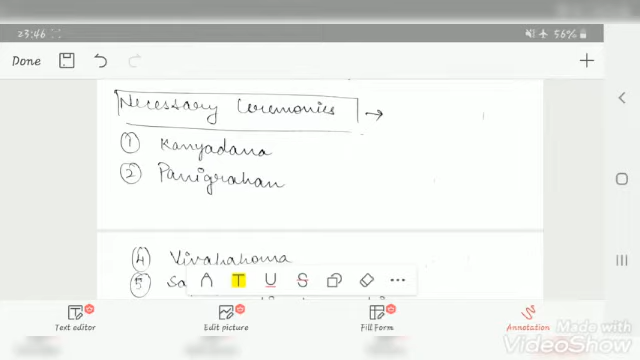 23:46
56%
Done
Necessary Ceremonies →
① Kanyadana
② Panigrahan
④ Vivahahoma
⑤ Sa
A T U S
Text editor
Edit picture
Fill Form
Annotation
Made with
VideoShow